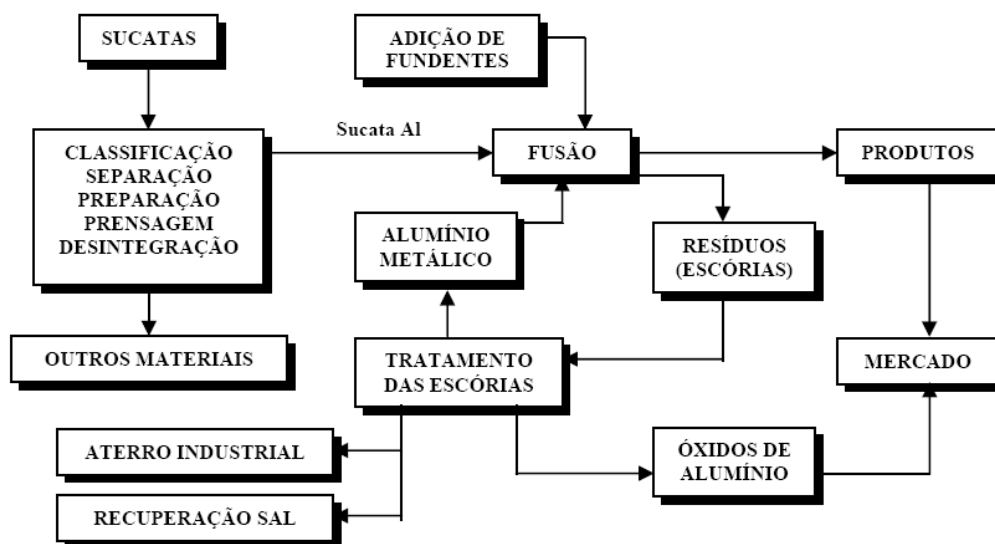 SUCATAS
ADIÇÃO DE
FUNDENTES
CLASSIFICAÇÃO
SEPARAÇÃO
PREPARAÇÃO
PRENSAGEM
DESINTEGRAÇÃO
Sucata Al
FUSÃO
PRODUTOS
ALUMÍNIO
METÁLICO
RESÍDUOS
(ESCÓRIAS)
OUTROS MATERIAIS
TRATAMENTO
DAS ESCÓRIAS
MERCADO
ATERRO INDUSTRIAL
ÓXIDOS DE
ALUMÍNIO
RECUPERAÇÃO SAL